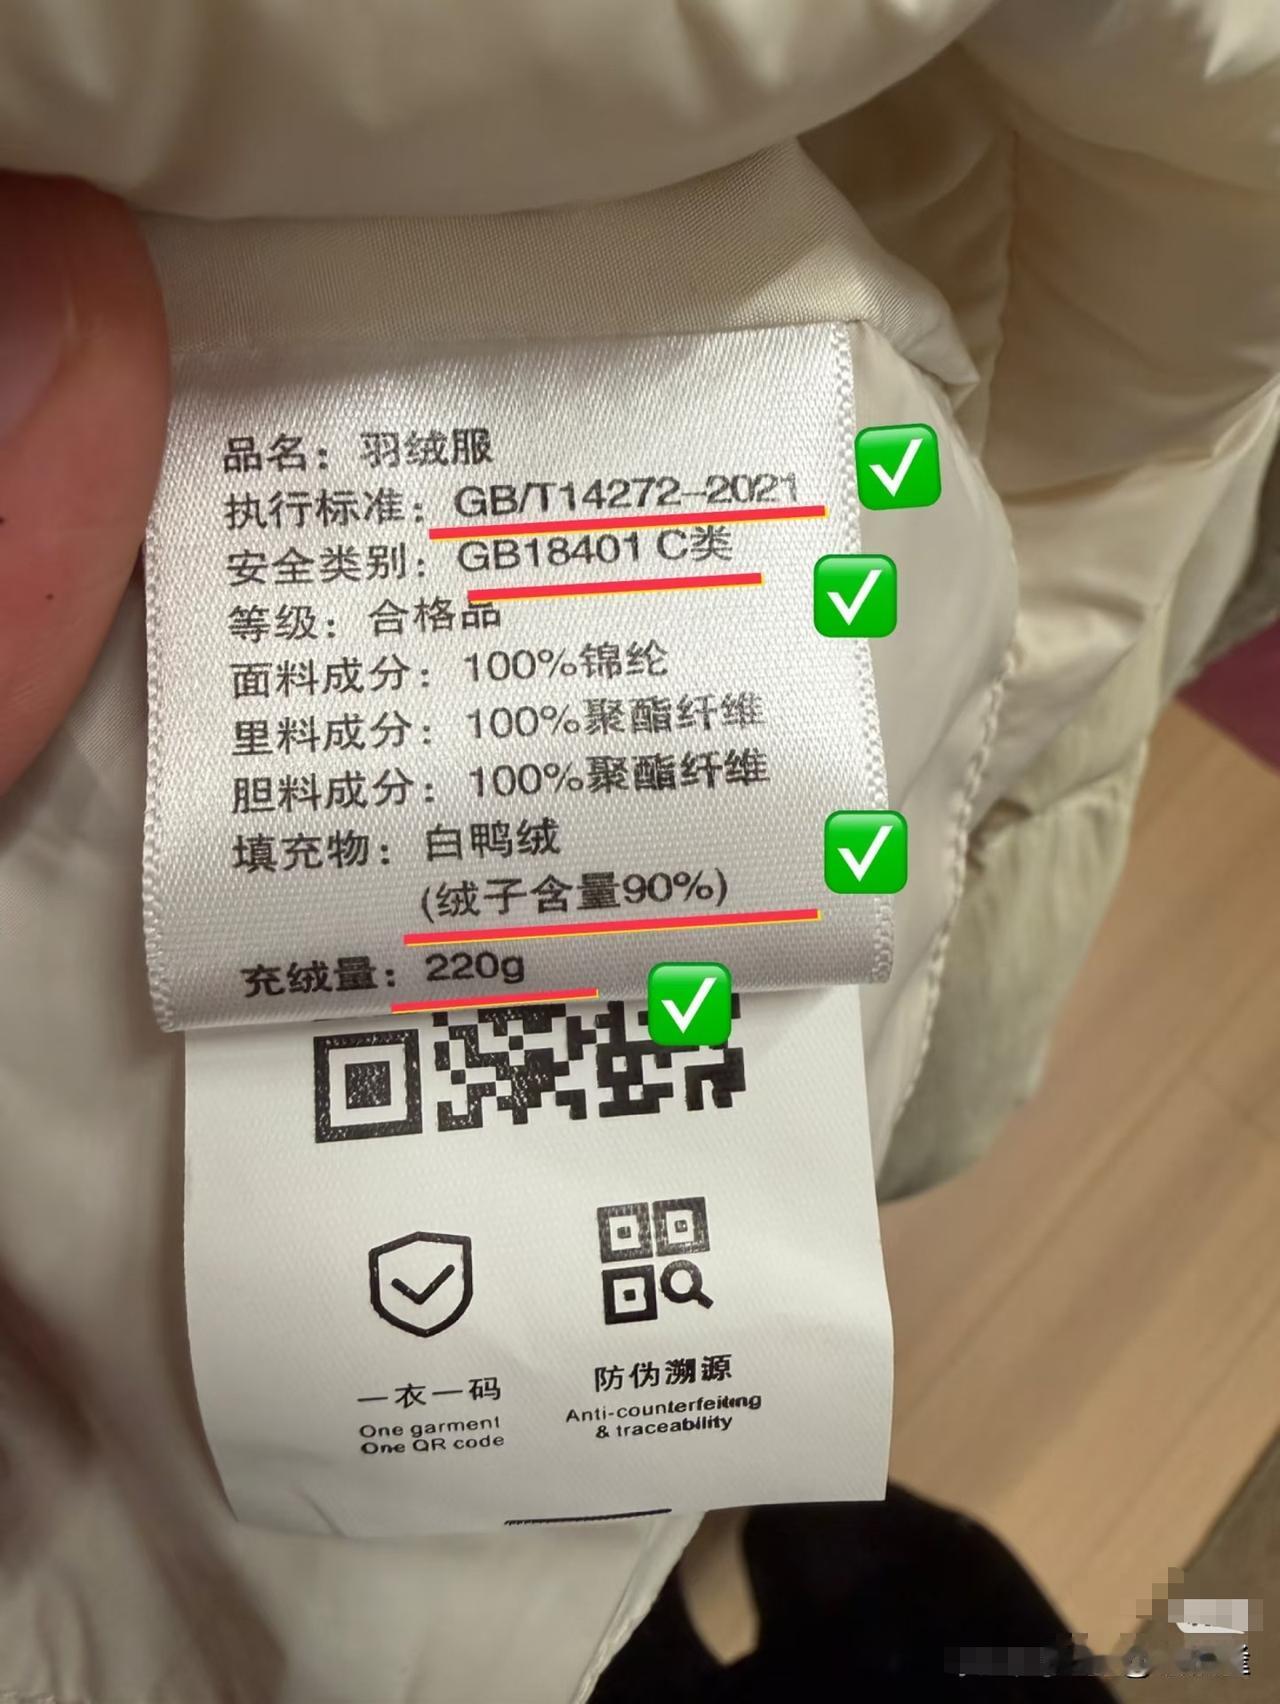 品名：羽绒服
执行标准：GB/T14272-2021
安全类别：GB18401 C类
等级：合格品
面料成分：100%锦纶
里料成分：100%聚酯纤维
胆料成分：100%聚酯纤维
填充物：白鸭绒
(绒子含量90%)
充绒量：220g
一衣一码
One garment
One QR code
防伪溯源
Anti-counterfeiting
& traceability